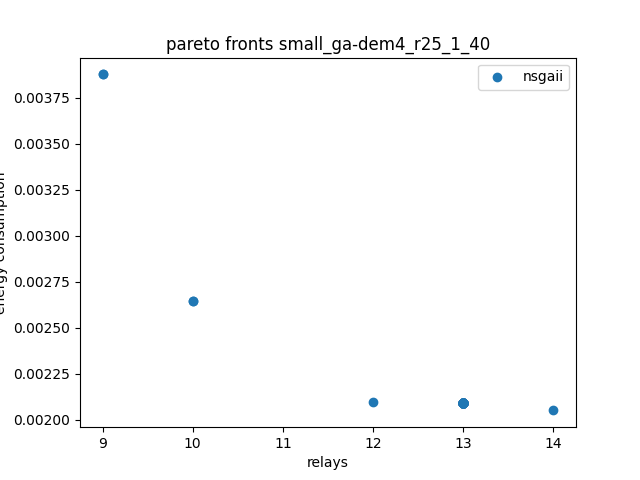 pareto fronts small_ga-dem4_r25_1_40
nsgaii
0.00375
0.00350
0.00325
0.00300
0.00275
0.00250
0.00225
0.00200
energy consumption
9 10 11 12 13 14
relays